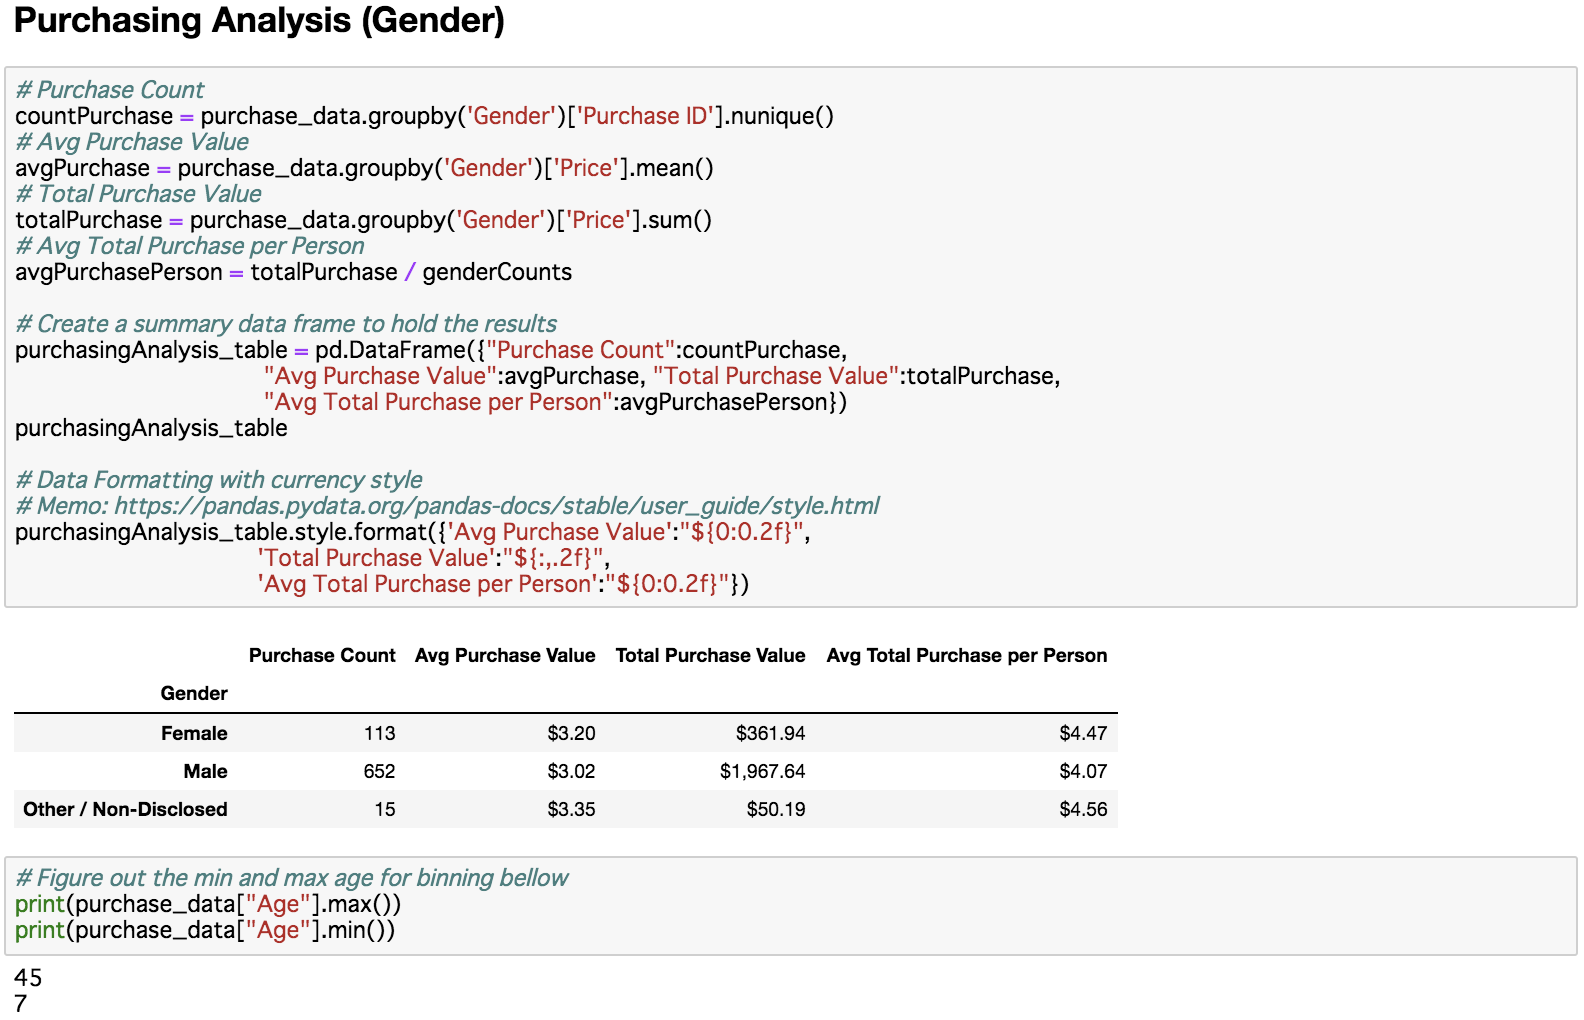 Purchasing Analysis (Gender)
# Purchase Count
countPurchase = purchase_data.groupby('Gender')['Purchase ID'].nunique()
# Avg Purchase Value
avgPurchase = purchase_data.groupby('Gender')['Price'].mean()
# Total Purchase Value
totalPurchase = purchase_data.groupby('Gender')['Price'].sum()
# Avg Total Purchase per Person
avgPurchasePerson = totalPurchase / genderCounts
# Create a summary data frame to hold the results
purchasingAnalysis_table = pd.DataFrame({"Purchase Count":countPurchase,
"Avg Purchase Value":avgPurchase, "Total Purchase Value":totalPurchase,
"Avg Total Purchase per Person":avgPurchasePerson})
purchasingAnalysis_table
# Data Formatting with currency style
# Memo: https://pandas.pydata.org/pandas-docs/stable/user_guide/style.html
purchasingAnalysis_table.style.format({'Avg Purchase Value':"${0:0.2f}",
'Total Purchase Value':"${:,.2f}",
'Avg Total Purchase per Person':"${0:0.2f}"})
Purchase Count Avg Purchase Value Total Purchase Value Avg Total Purchase per Person
Gender
Female 113 $3.20 $361.94 $4.47
Male 652 $3.02 $1,967.64 $4.07
Other / Non-Disclosed 15 $3.35 $50.19 $4.56
# Figure out the min and max age for binning bellow
print(purchase_data["Age"].max())
print(purchase_data["Age"].min())
45
7